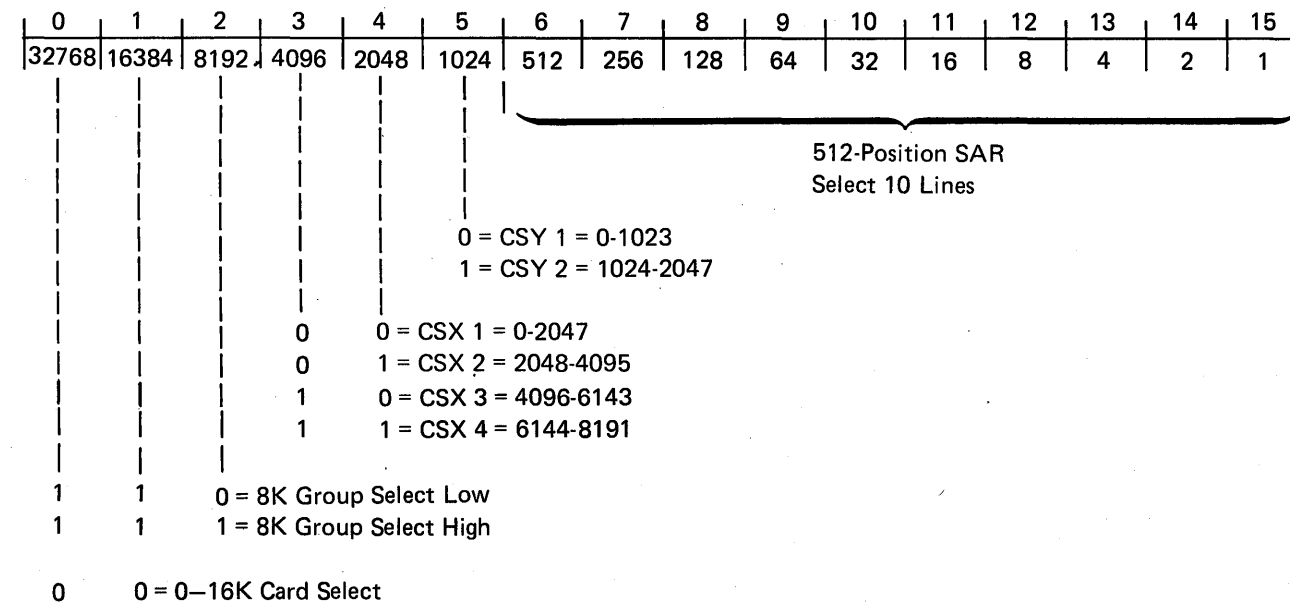 0 1 2 3 4 5 6 7 8 9 10 11 12 13 14 15
32768 16384 8192 4096 2048 1024 512 256 128 64 32 16 8 4 2 1
512-Position SAR
Select 10 Lines
0 = CSY 1 = 0-1023
1 = CSY 2 = 1024-2047
0 0 = CSX 1 = 0-2047
0 1 = CSX 2 = 2048-4095
1 0 = CSX 3 = 4096-6143
1 1 = CSX 4 = 6144-8191
1 1 0 = 8K Group Select Low
1 1 1 = 8K Group Select High
0 0 = 0–16K Card Select